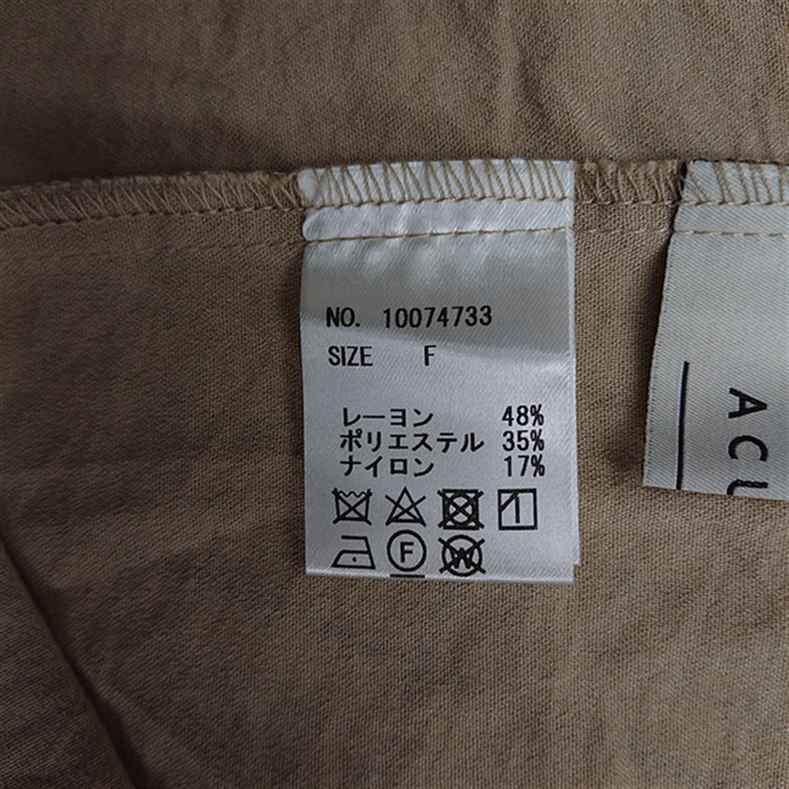 NO. 10074733
SIZE F
レーヨン 48%
ポリエステル 35%
ナイロン 17%
F
W
ACU